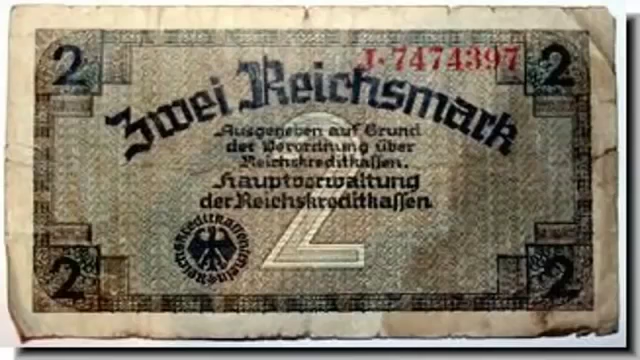 2 J·7474397 2
Zwei Reichsmark
Ausgegeben auf Grund
der Verordnung über
Reichskreditkassen.
Hauptverwaltung
der Reichskreditkassen
2
2 2